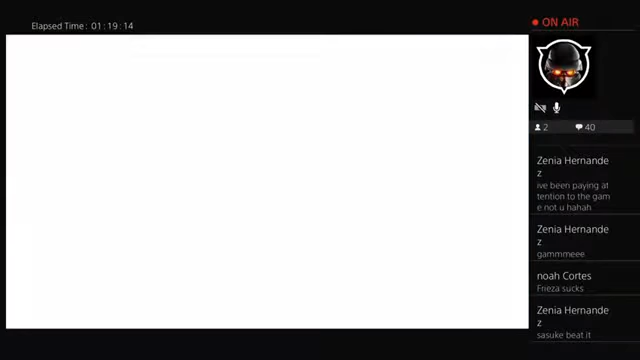 Elapsed Time: 01:19:14
ON AIR
2
40
Zenia Hernande
z
ive been paying at
tention to the gam
e not u hahah
Zenia Hernande
z
gammmeee
noah Cortes
Frieza sucks
Zenia Hernande
z
sasuke beat it